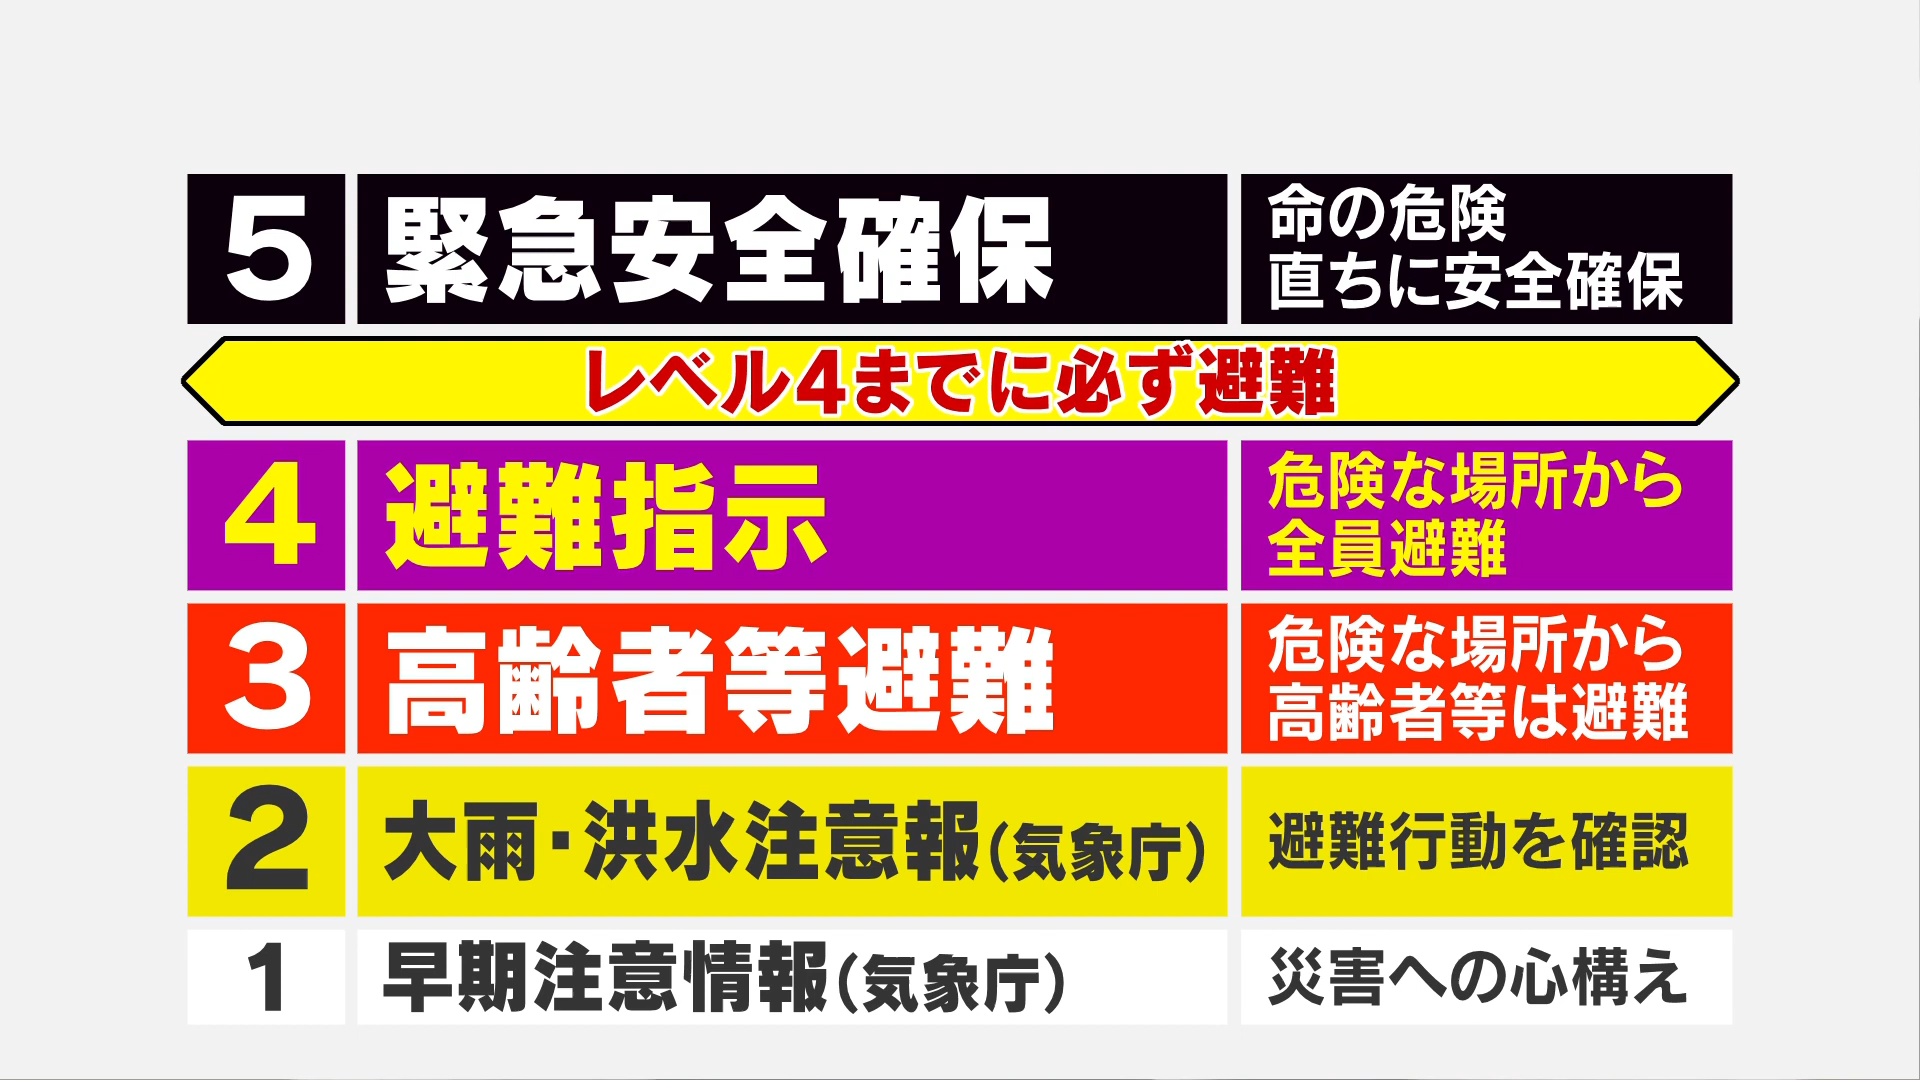 5
緊急安全確保
命の危険
直ちに安全確保
レベル4までに必ず避難
4
避難指示
危険な場所から
全員避難
3
高齢者等避難
危険な場所から
高齢者等は避難
2
大雨・洪水注意報(気象庁)
避難行動を確認
1
早期注意情報(気象庁)
災害への心構え